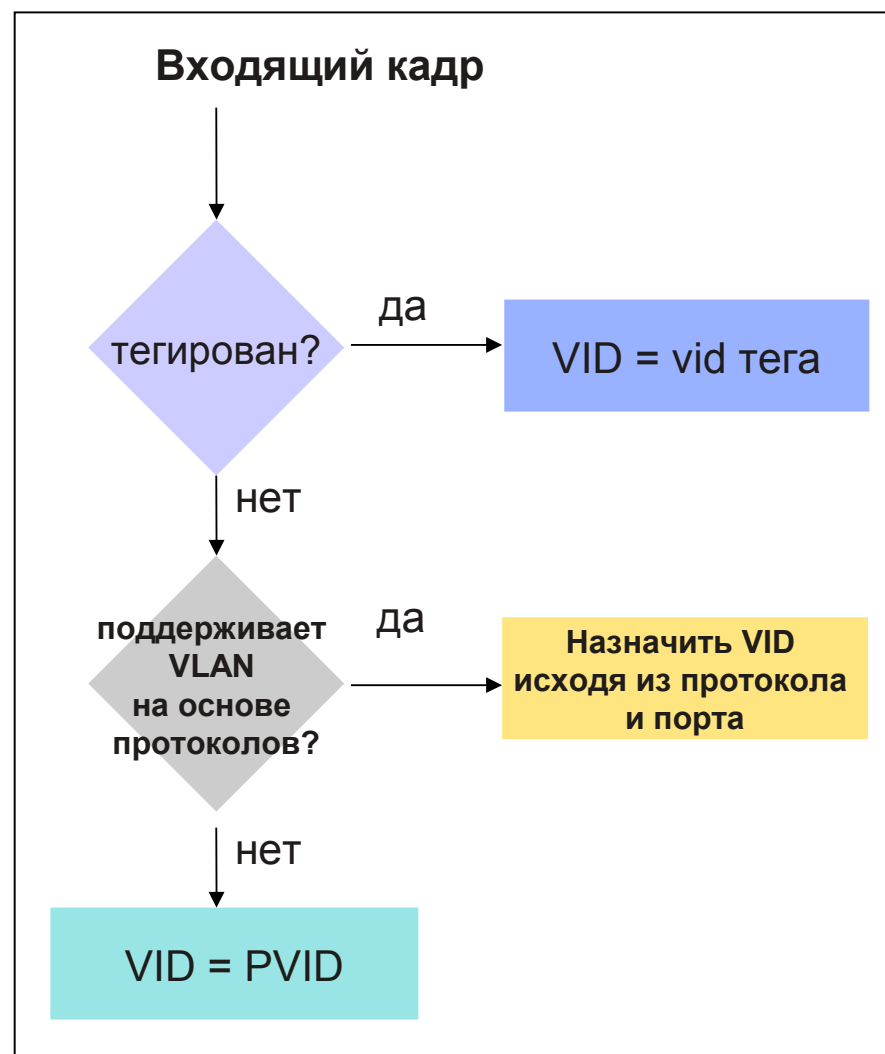 Входящий кадр
тегирован?
да
VID = vid тега
нет
поддерживает
VLAN
на основе
протоколов?
да
Назначить VID
исходя из протокола
и порта
нет
VID = PVID